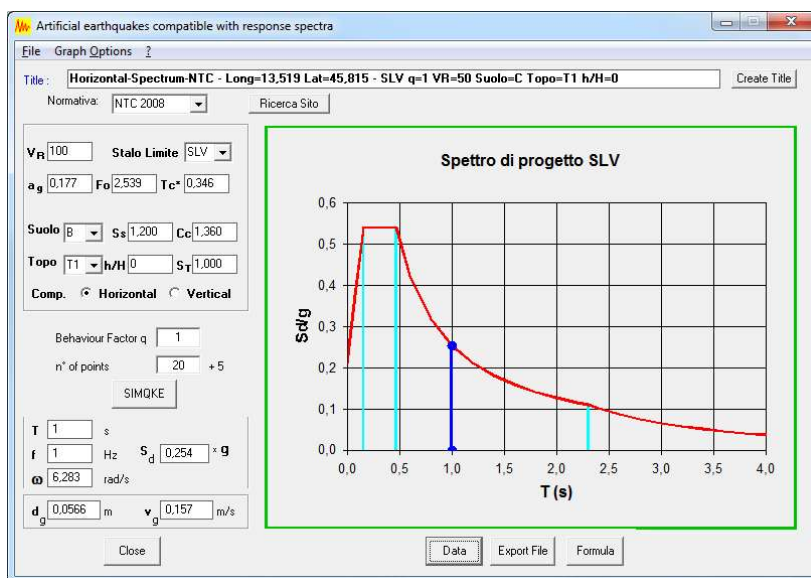 Artificial earthquakes compatible with response spectra
File Graph Options ?
Title : Horizontal-Spectrum-NTC - Long=13,519 Lat=45,815 - SLV q=1 VR=50 Suolo=C Topo=T1 h/H=0 Create Title
Normativa: NTC 2008 Ricerca Sito
VR 100 Stalo Limite SLV
ag 0,177 Fo 2,539 Tc* 0,346
Suolo B Ss 1,200 Cc 1,360
Topo T1 h/H 0 ST 1,000
Comp. Horizontal Vertical
Behaviour Factor q 1
n° of points 20 + 5
SIMQKE
T 1 s
f 1 Hz Sd 0,254 * g
ω 6,283 rad/s
dg 0,0566 m vg 0,157 m/s
Close
Spettro di progetto SLV
Sd/g
0,6
0,5
0,4
0,3
0,2
0,1
0,0
0,0 0,5 1,0 1,5 2,0 2,5 3,0 3,5 4,0
T (s)
Data Export File Formula